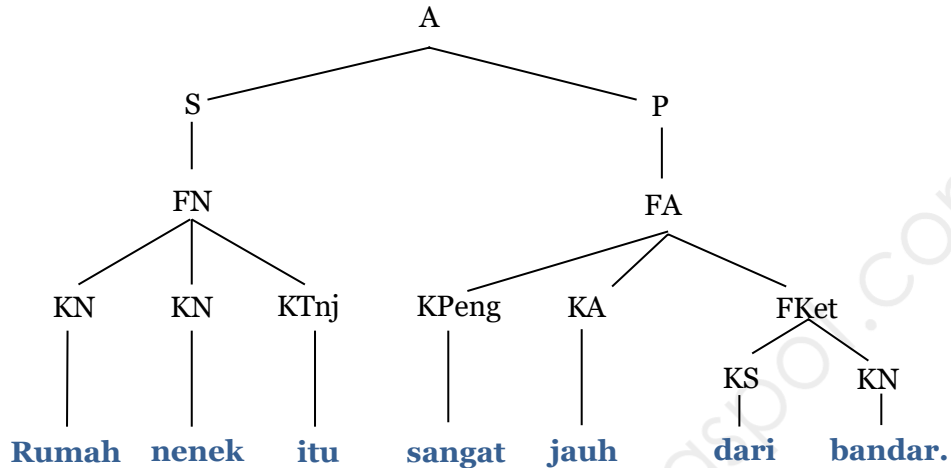 A
S P
FN FA
KN KN KTnj KPeng KA FKet
KS KN
Rumah nenek itu sangat jauh dari bandar.